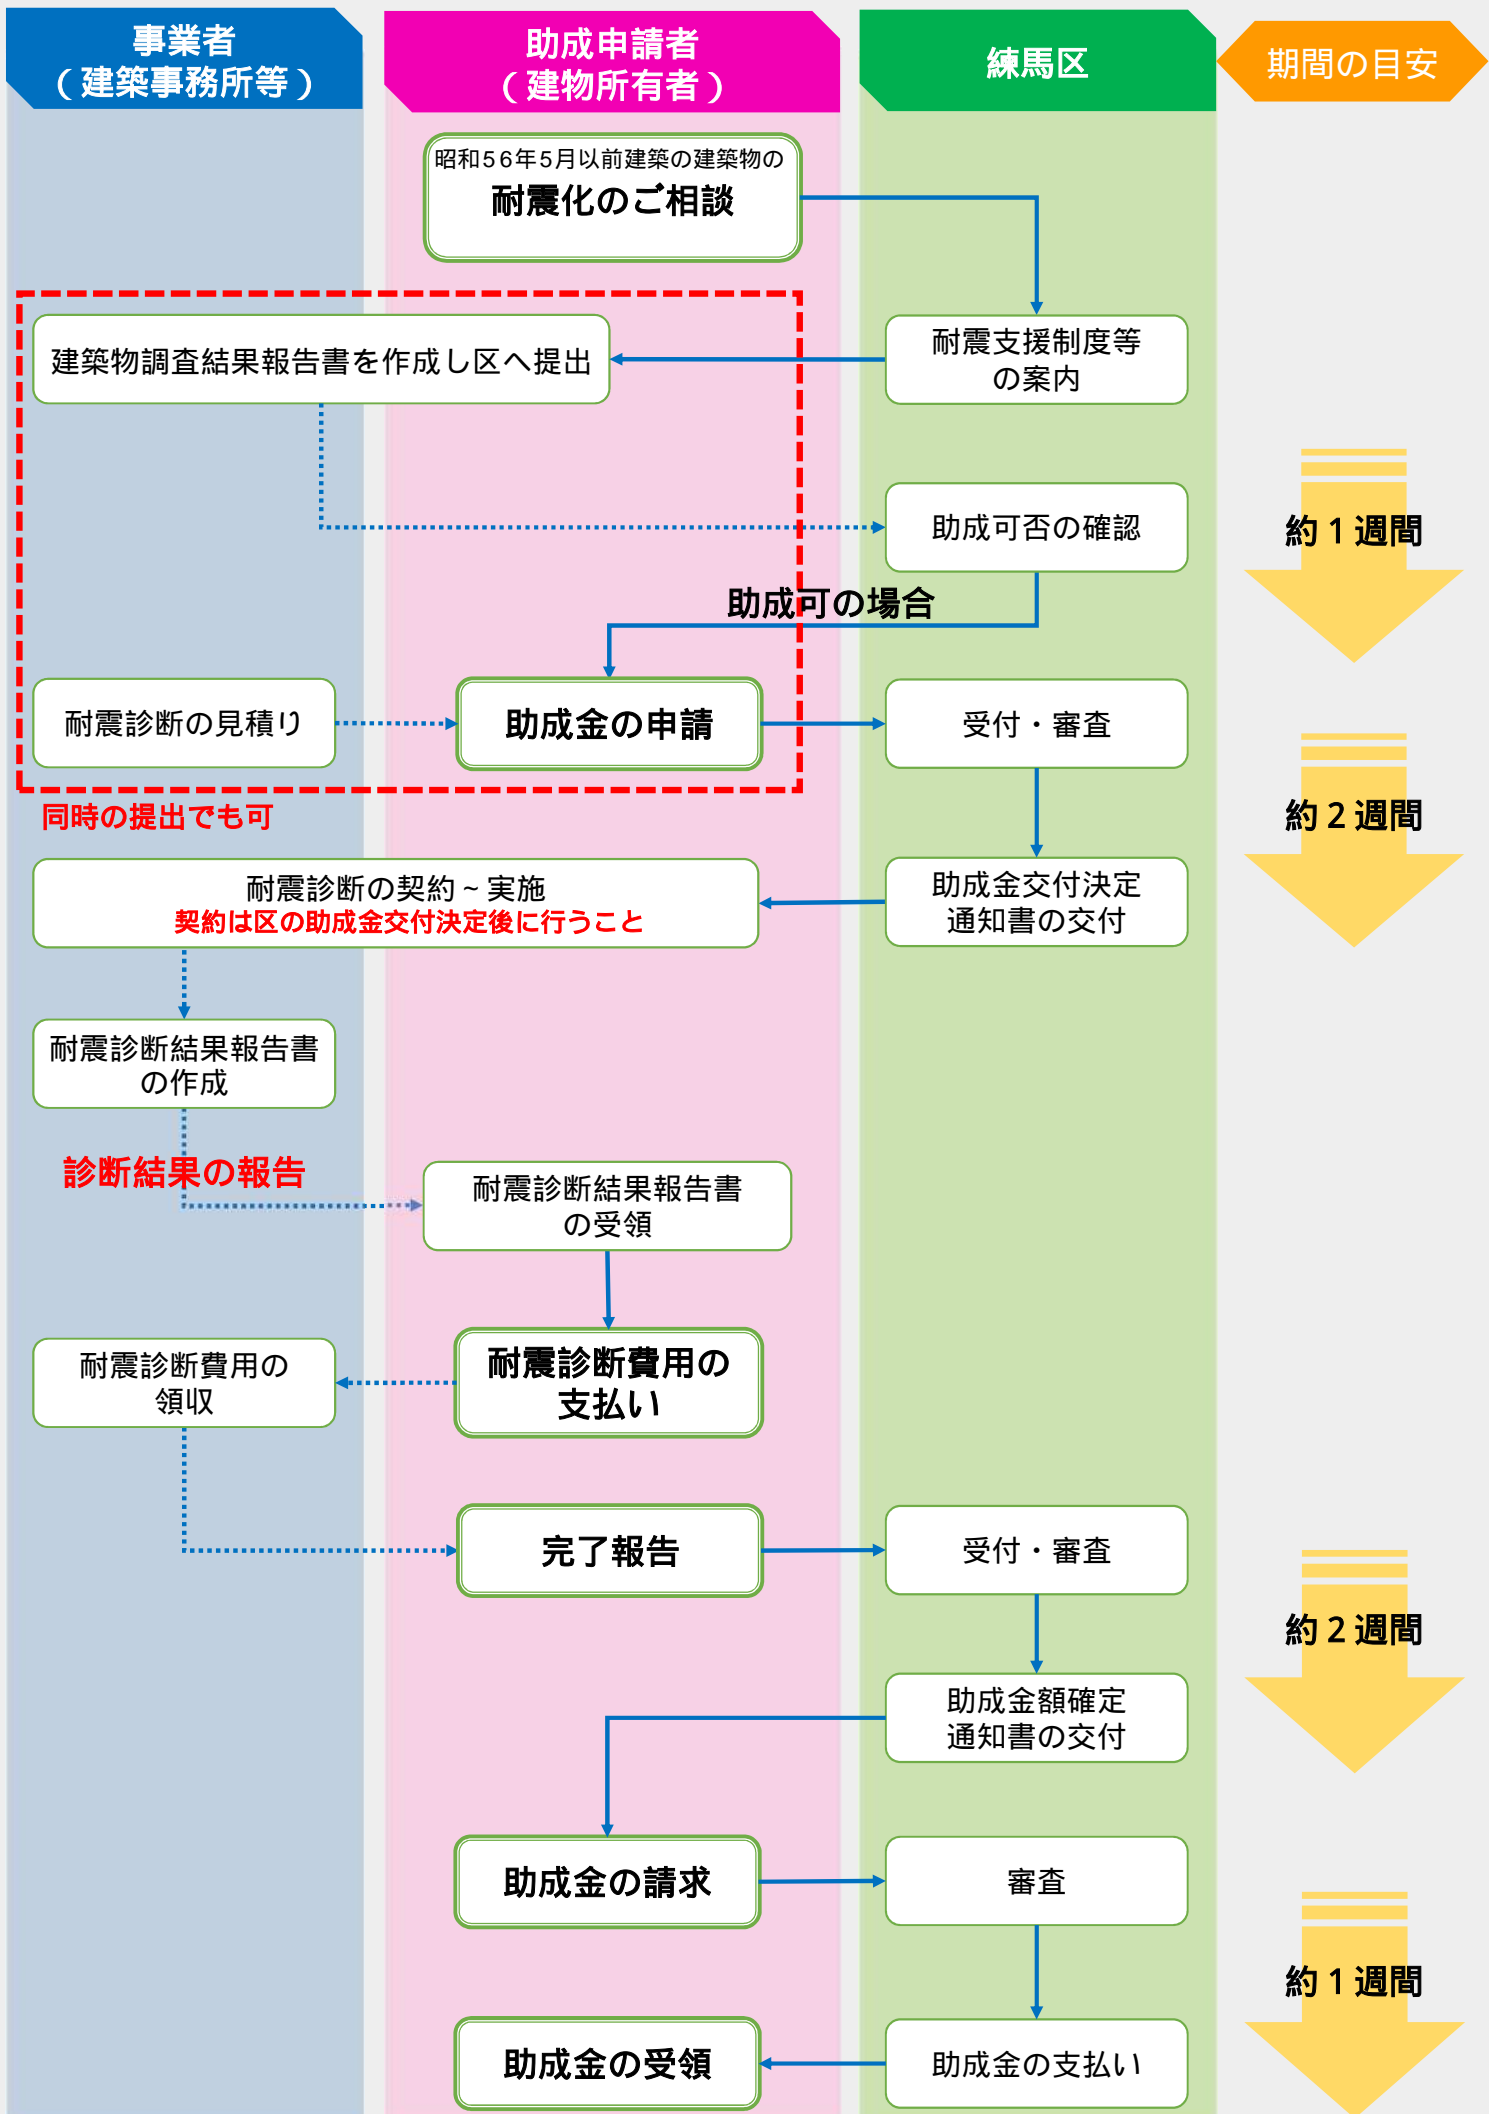 事業者
（建築事務所等）
助成申請者
（建物所有者）
練馬区
期間の目安
昭和56年5月以前建築の建築物の
耐震化のご相談
建築物調査結果報告書を作成し区へ提出
耐震支援制度等
の案内
助成可否の確認
約1週間
助成可の場合
耐震診断の見積り
助成金の申請
受付・審査
同時の提出でも可
約2週間
耐震診断の契約～実施
契約は区の助成金交付決定後に行うこと
助成金交付決定
通知書の交付
耐震診断結果報告書
の作成
診断結果の報告
耐震診断結果報告書
の受領
耐震診断費用の
領収
耐震診断費用の
支払い
完了報告
受付・審査
約2週間
助成金額確定
通知書の交付
助成金の請求
審査
約1週間
助成金の受領
助成金の支払い